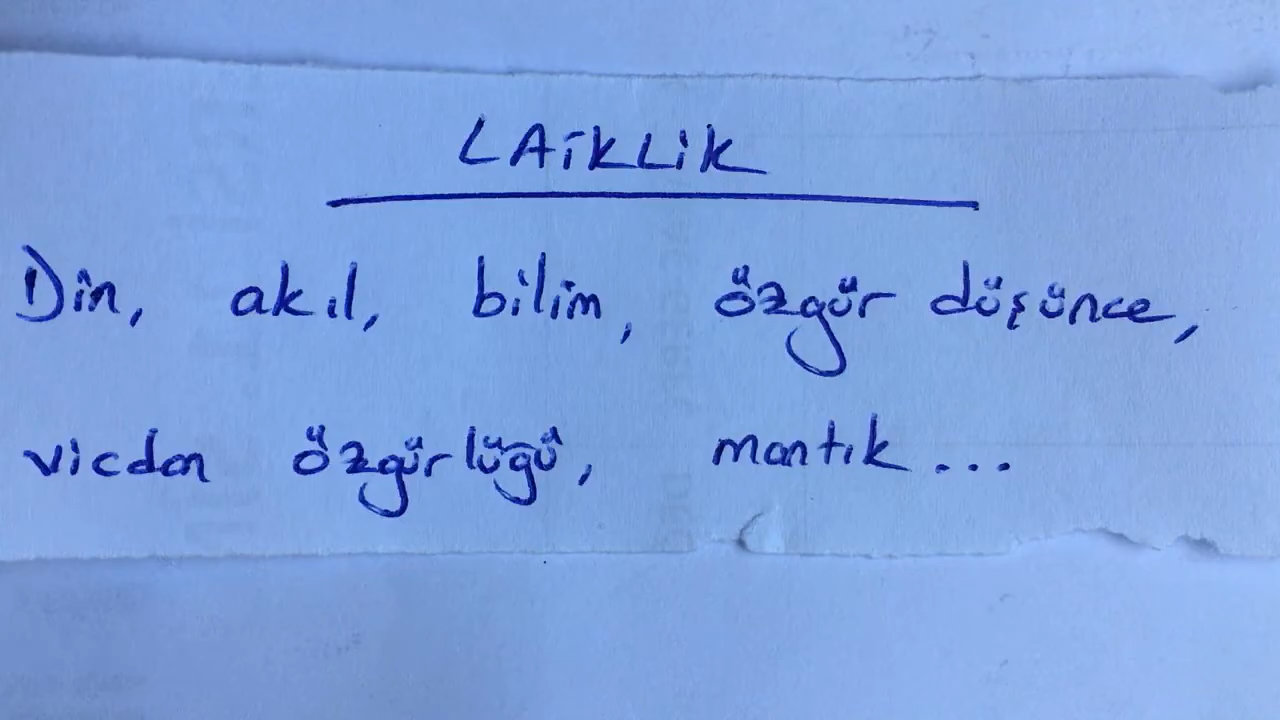 LAİKLİK
Din, akıl, bilim, özgür düşünce,
vicdan özgürlüğü, mantık...